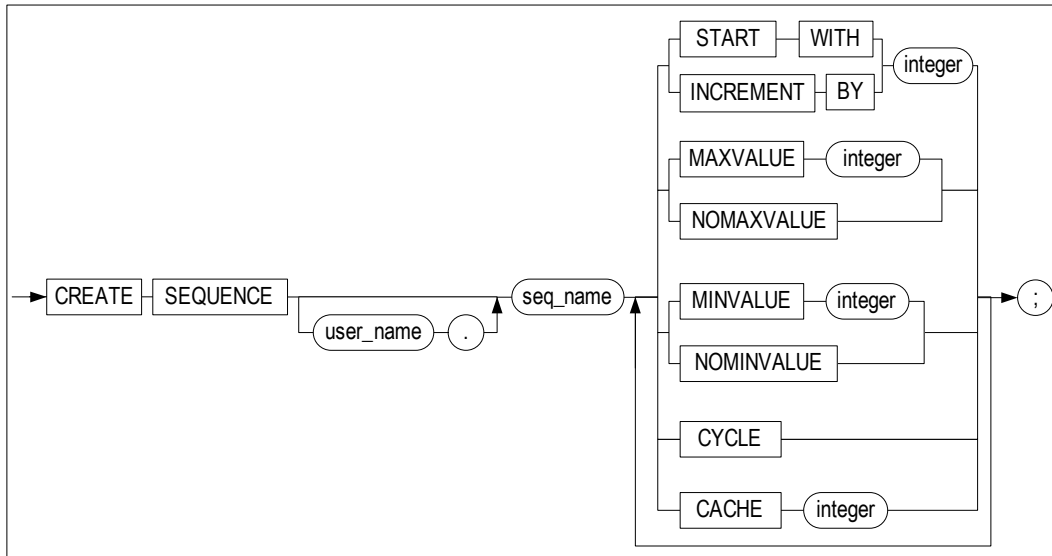 START WITH
integer
INCREMENT BY
MAXVALUE integer
NOMAXVALUE
CREATE SEQUENCE seq_name
user_name .
MINVALUE integer
;
NOMINVALUE
CYCLE
CACHE integer